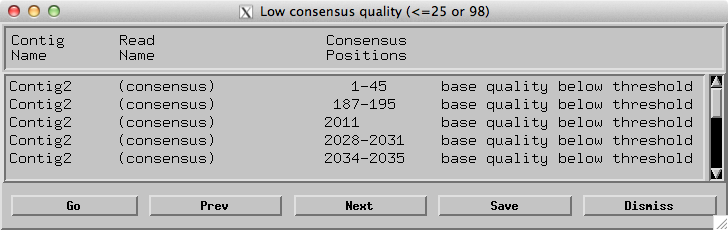 Low consensus quality (<=25 or 98)
Contig Read Consensus
Name Name Positions
Contig2 (consensus) 1-45 base quality below threshold
Contig2 (consensus) 187-195 base quality below threshold
Contig2 (consensus) 2011 base quality below threshold
Contig2 (consensus) 2028-2031 base quality below threshold
Contig2 (consensus) 2034-2035 base quality below threshold
Go Prev Next Save Dismiss